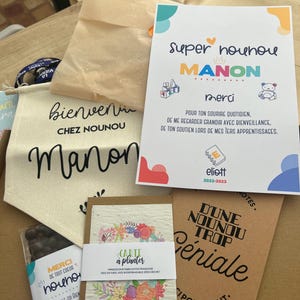 super nounou
MANON
merci
POUR TON SOURIRE QUOTIDIEN,
DE ME REGARDER GRANDIR AVEC BIENVEILLANCE,
DE TON SOUTIEN LORS DE MES 1ERS APPRENTISSAGES.
eliott
2022-2023
bienvenue
CHEZ NOUNOU
Manon
CARTE
à planter
D'UNE
NOUNOU
TROP
Géniale
MERCI
nounou